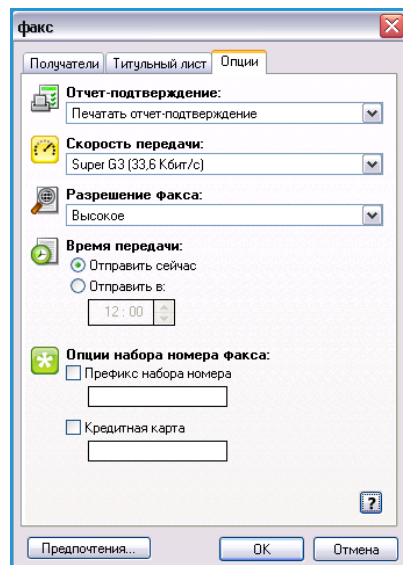 факс
Получатели Титульный лист Опции
Отчет-подтверждение:
Печатать отчет-подтверждение
Скорость передачи:
Super G3 (33,6 Кбит/с)
Разрешение факса:
Высокое
Время передачи:
Отправить сейчас
Отправить в:
12:00
Опции набора номера факса:
Префикс набора номера
Кредитная карта
?
Предпочтения... OK Отмена